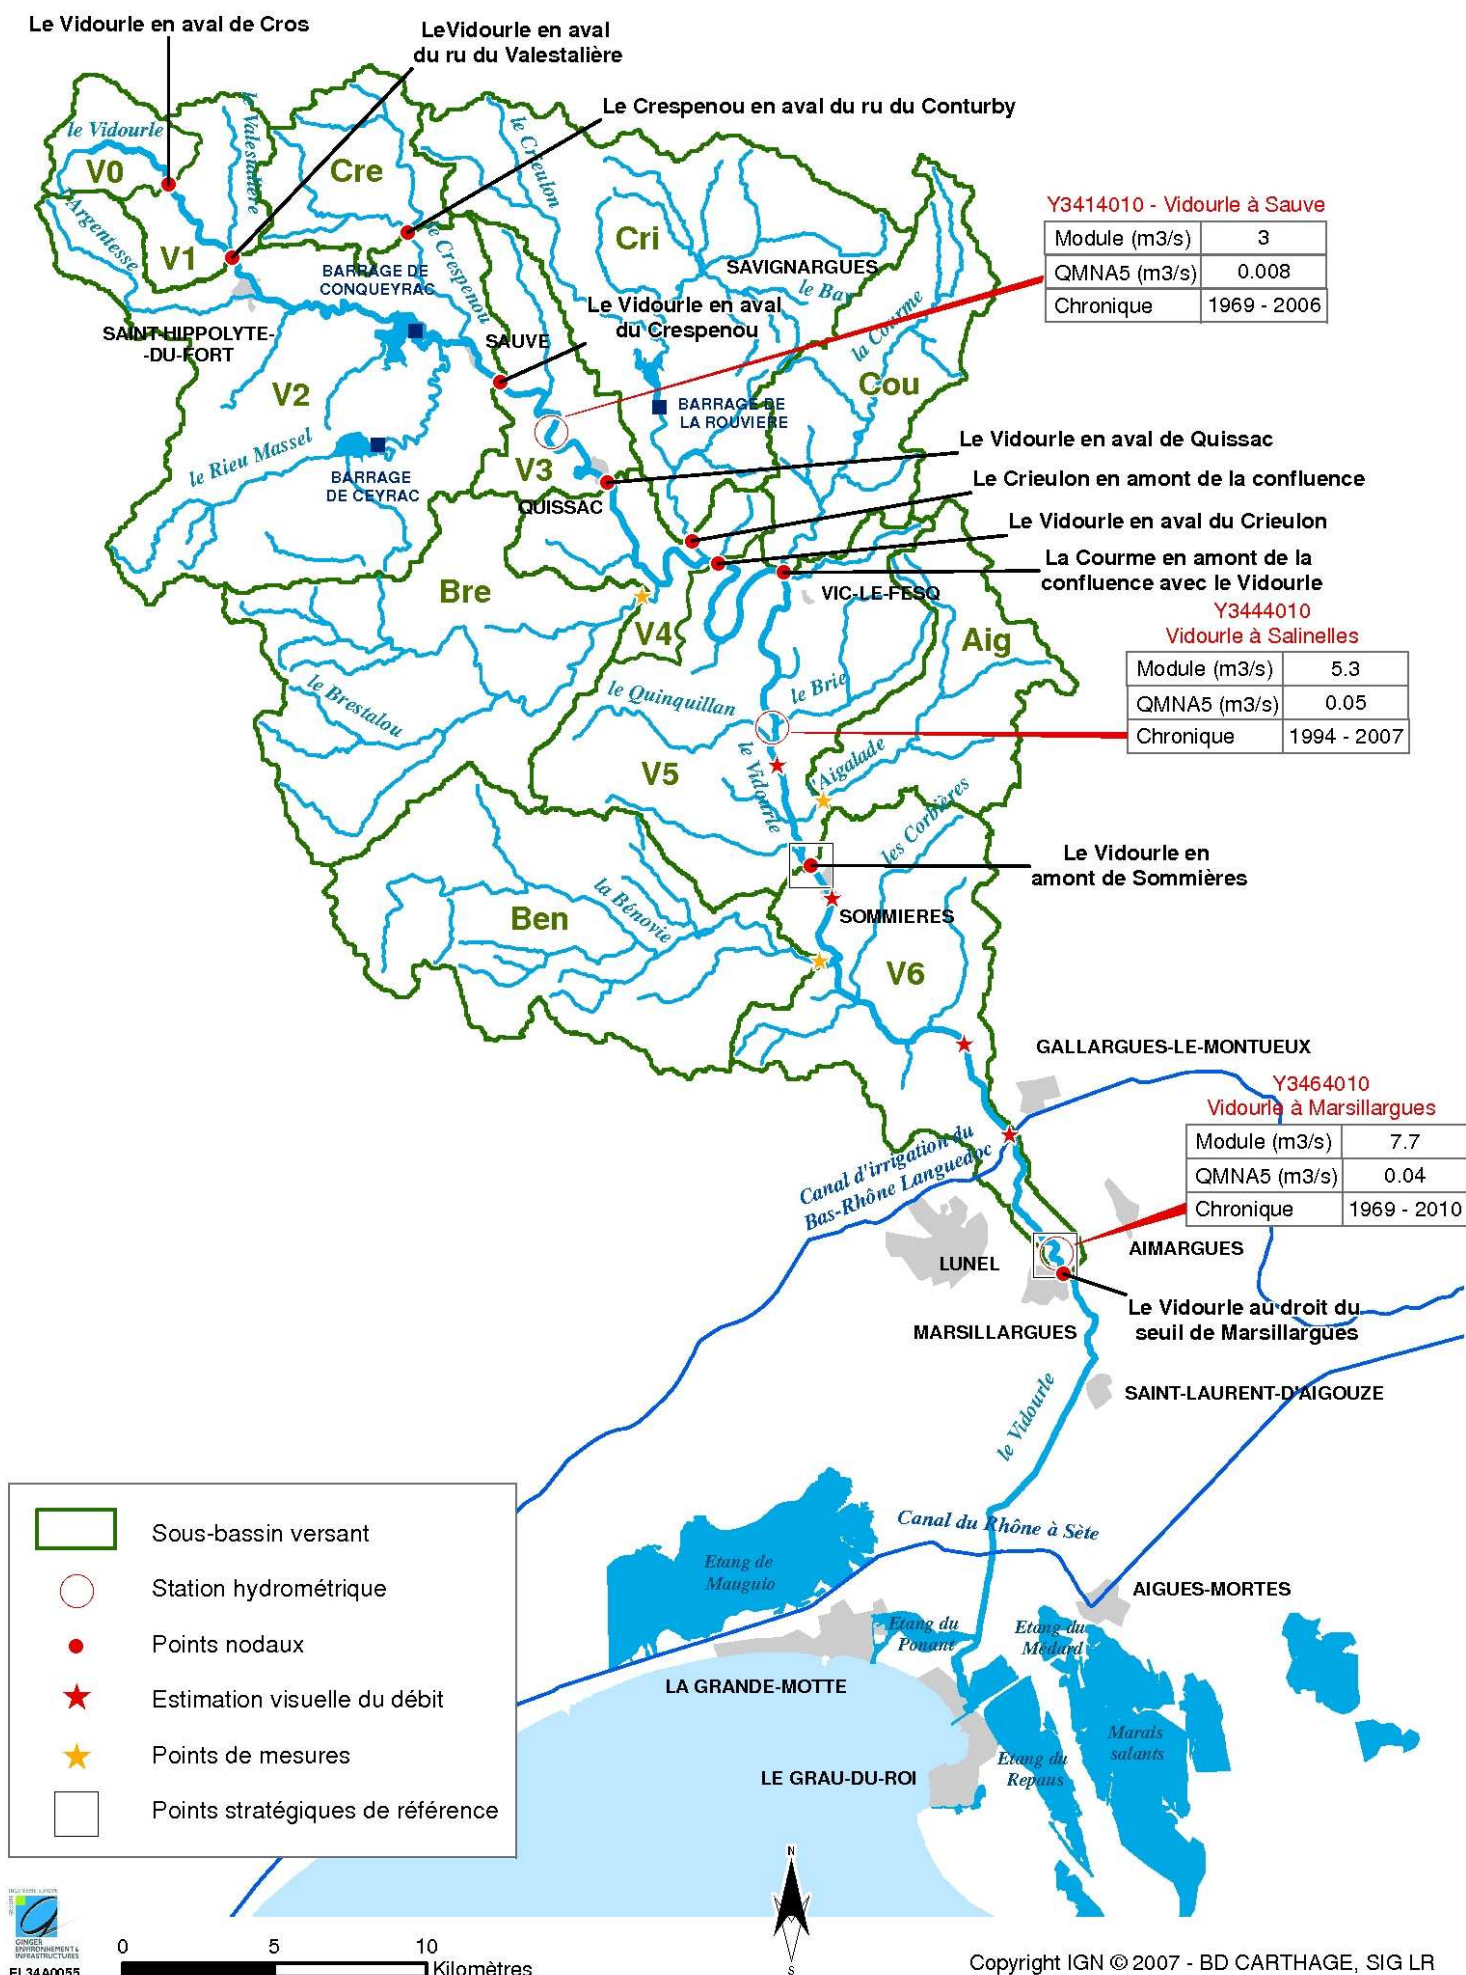 Le Vidourle en aval de Cros
LeVidourle en aval
du ru du Valestalière
Le Crespenou en aval du ru du Conturby
le Vidourle
le Valestalière
le Crieulon
V0
Cre
l'Argentesse
V1
le Crespenou
Cri
Y3414010 - Vidourle à Sauve
Module (m3/s) 3
QMNA5 (m3/s) 0.008
Chronique 1969 - 2006
SAVIGNARGUES
le Bay
BARRAGE DE
CONQUEYRAC
Le Vidourle en aval
du Crespenou
la Courme
SAINT-HIPPOLYTE-
-DU-FORT
SAUVE
V2
Cou
BARRAGE DE
LA ROUVIERE
le Rieu Massel
V3
Le Vidourle en aval de Quissac
BARRAGE
DE CEYRAC
QUISSAC
Le Crieulon en amont de la confluence
Le Vidourle en aval du Crieulon
La Courme en amont de la
confluence avec le Vidourle
Bre
VIC-LE-FESQ
V4
Aig
Y3444010
Vidourle à Salinelles
Module (m3/s) 5.3
QMNA5 (m3/s) 0.05
Chronique 1994 - 2007
le Brestalou
le Quinquillan
le Brie
le Vidourle
l'Aigalade
V5
les Corbières
Le Vidourle en
amont de Sommières
la Bénovie
Ben
SOMMIERES
V6
GALLARGUES-LE-MONTUEUX
Y3464010
Vidourle à Marsillargues
Module (m3/s) 7.7
QMNA5 (m3/s) 0.04
Chronique 1969 - 2010
Canal d'irrigation du
Bas-Rhône Languedoc
LUNEL
AIMARGUES
Le Vidourle au droit du
seuil de Marsillargues
MARSILLARGUES
SAINT-LAURENT-D'AIGOUZE
le Vidourle
Canal du Rhône à Sète
Etang de
Mauguio
AIGUES-MORTES
Etang du
Ponant
Etang du
Médard
LA GRANDE-MOTTE
Marais
salants
Etang du
Repaus
LE GRAU-DU-ROI
Sous-bassin versant
Station hydrométrique
Points nodaux
Estimation visuelle du débit
Points de mesures
Points stratégiques de référence
N
S
GINGER
ENVIRONNEMENT &
INFRASTRUCTURES
EL34A0055
0 5 10
Kilomètres
Copyright IGN © 2007 - BD CARTHAGE, SIG LR